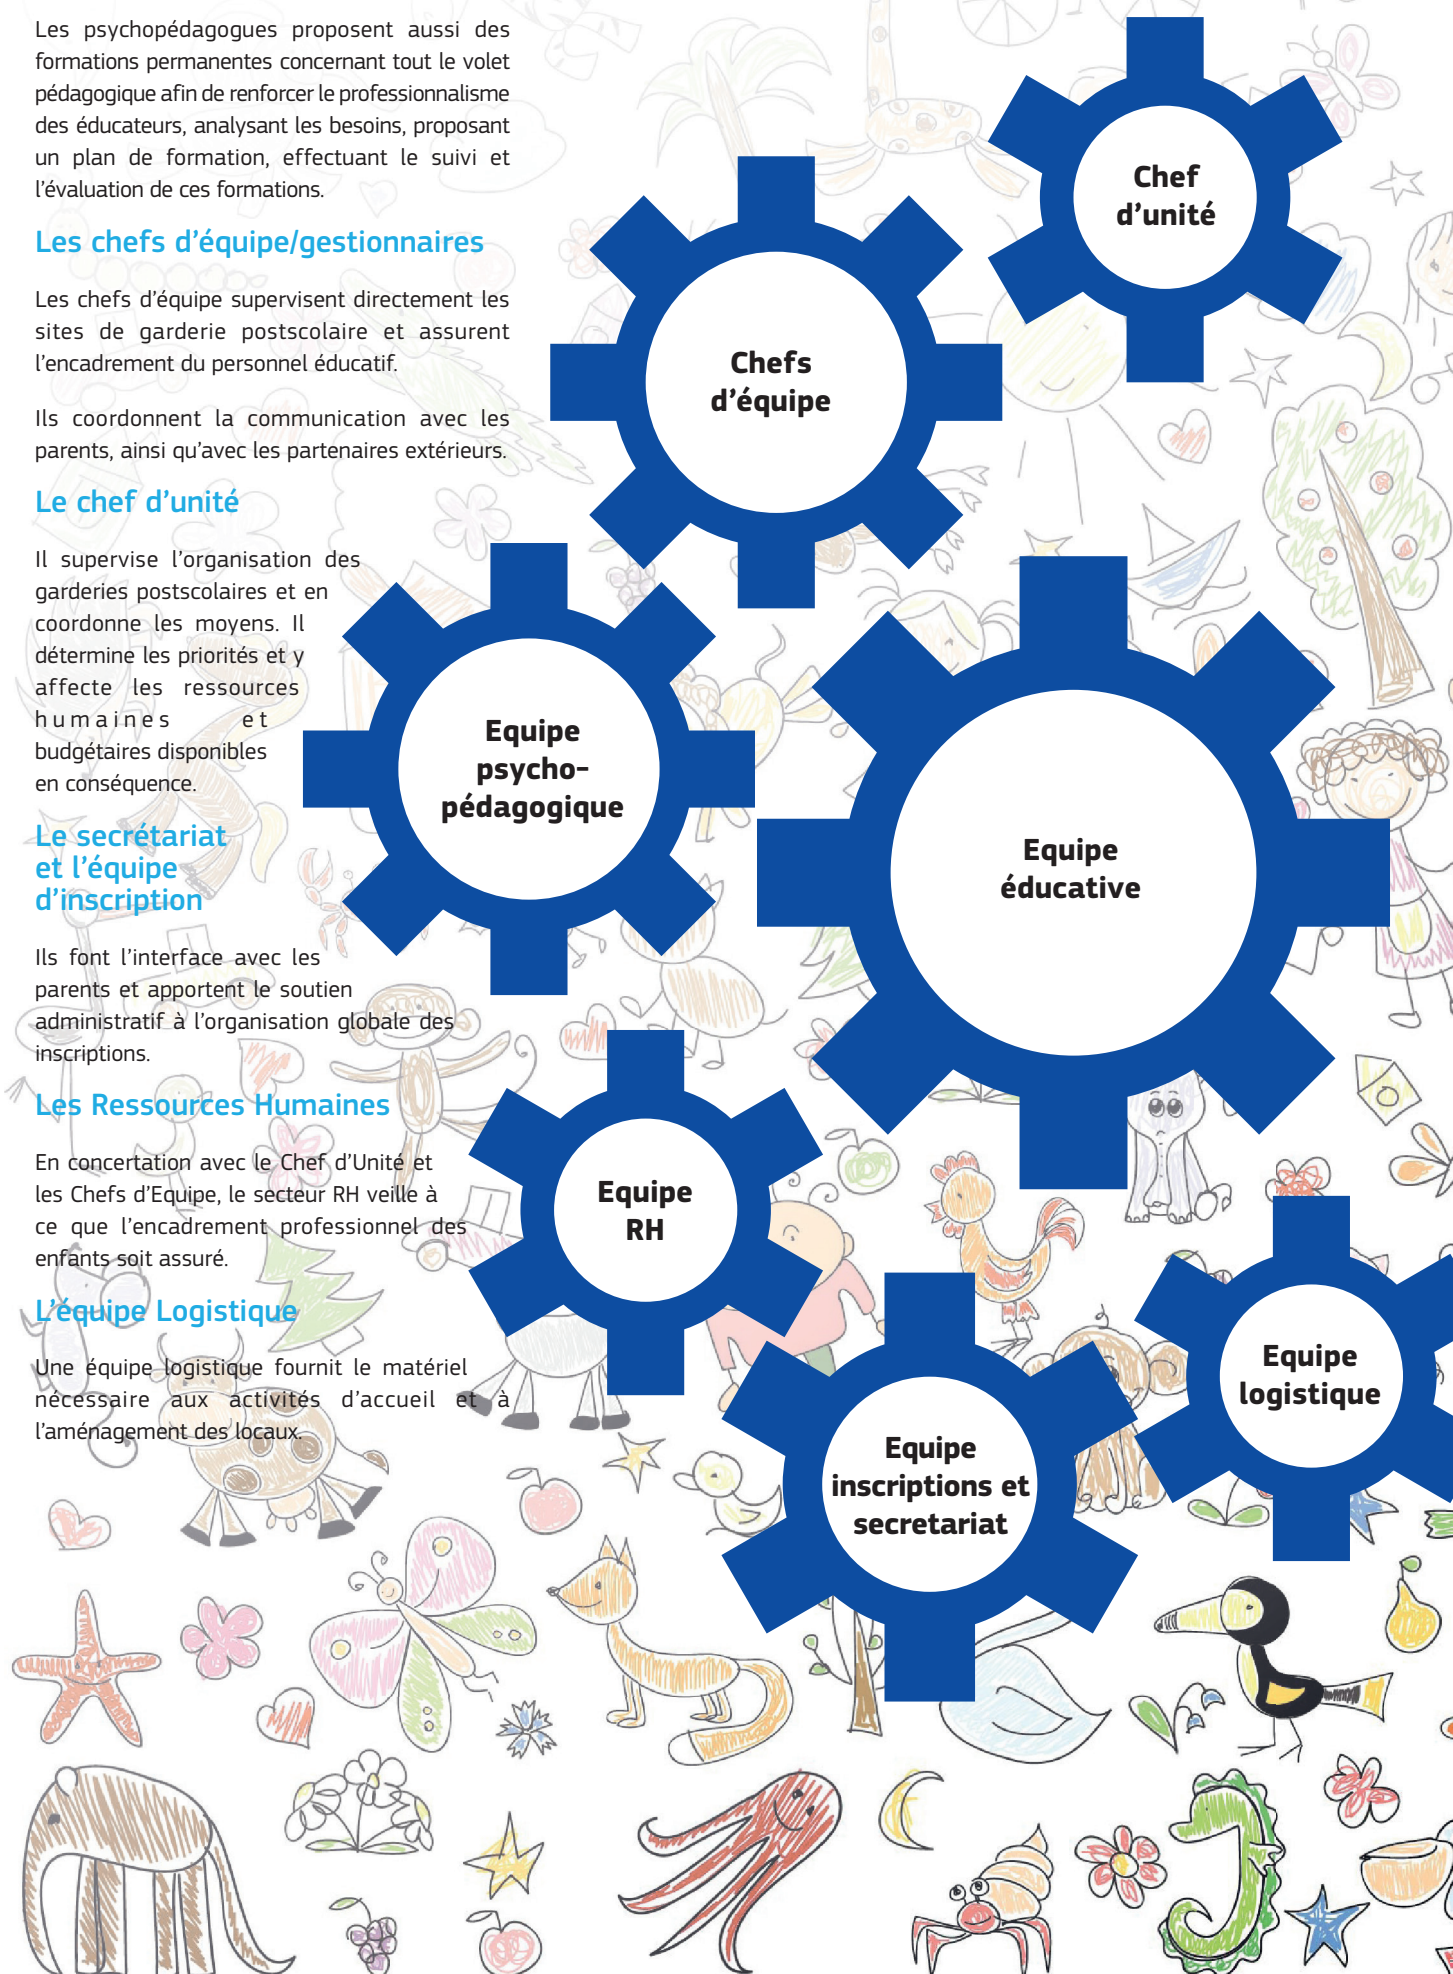 Les psychopédagogues proposent aussi des
formations permanentes concernant tout le volet
pédagogique afin de renforcer le professionnalisme
des éducateurs, analysant les besoins, proposant
un plan de formation, effectuant le suivi et
l'évaluation de ces formations.
Les chefs d'équipe/gestionnaires
Les chefs d'équipe supervisent directement les
sites de garderie postscolaire et assurent
l'encadrement du personnel éducatif.
Ils coordonnent la communication avec les
parents, ainsi qu'avec les partenaires extérieurs.
Le chef d'unité
Il supervise l'organisation des
garderies postscolaires et en
coordonne les moyens. Il
détermine les priorités et y
affecte les ressources
humaines et
budgétaires disponibles
en conséquence.
Le secrétariat
et l'équipe
d'inscription
Ils font l'interface avec les
parents et apportent le soutien
administratif à l'organisation globale des
inscriptions.
Les Ressources Humaines
En concertation avec le Chef d'Unité et
les Chefs d'Equipe, le secteur RH veille à
ce que l'encadrement professionnel des
enfants soit assuré.
L'équipe Logistique
Une équipe logistique fournit le matériel
nécessaire aux activités d'accueil et à
l'aménagement des locaux.
Chef
d'unité
Chefs
d'équipe
Equipe
psycho-
pédagogique
Equipe
éducative
Equipe
RH
Equipe
logistique
Equipe
inscriptions et
secretariat